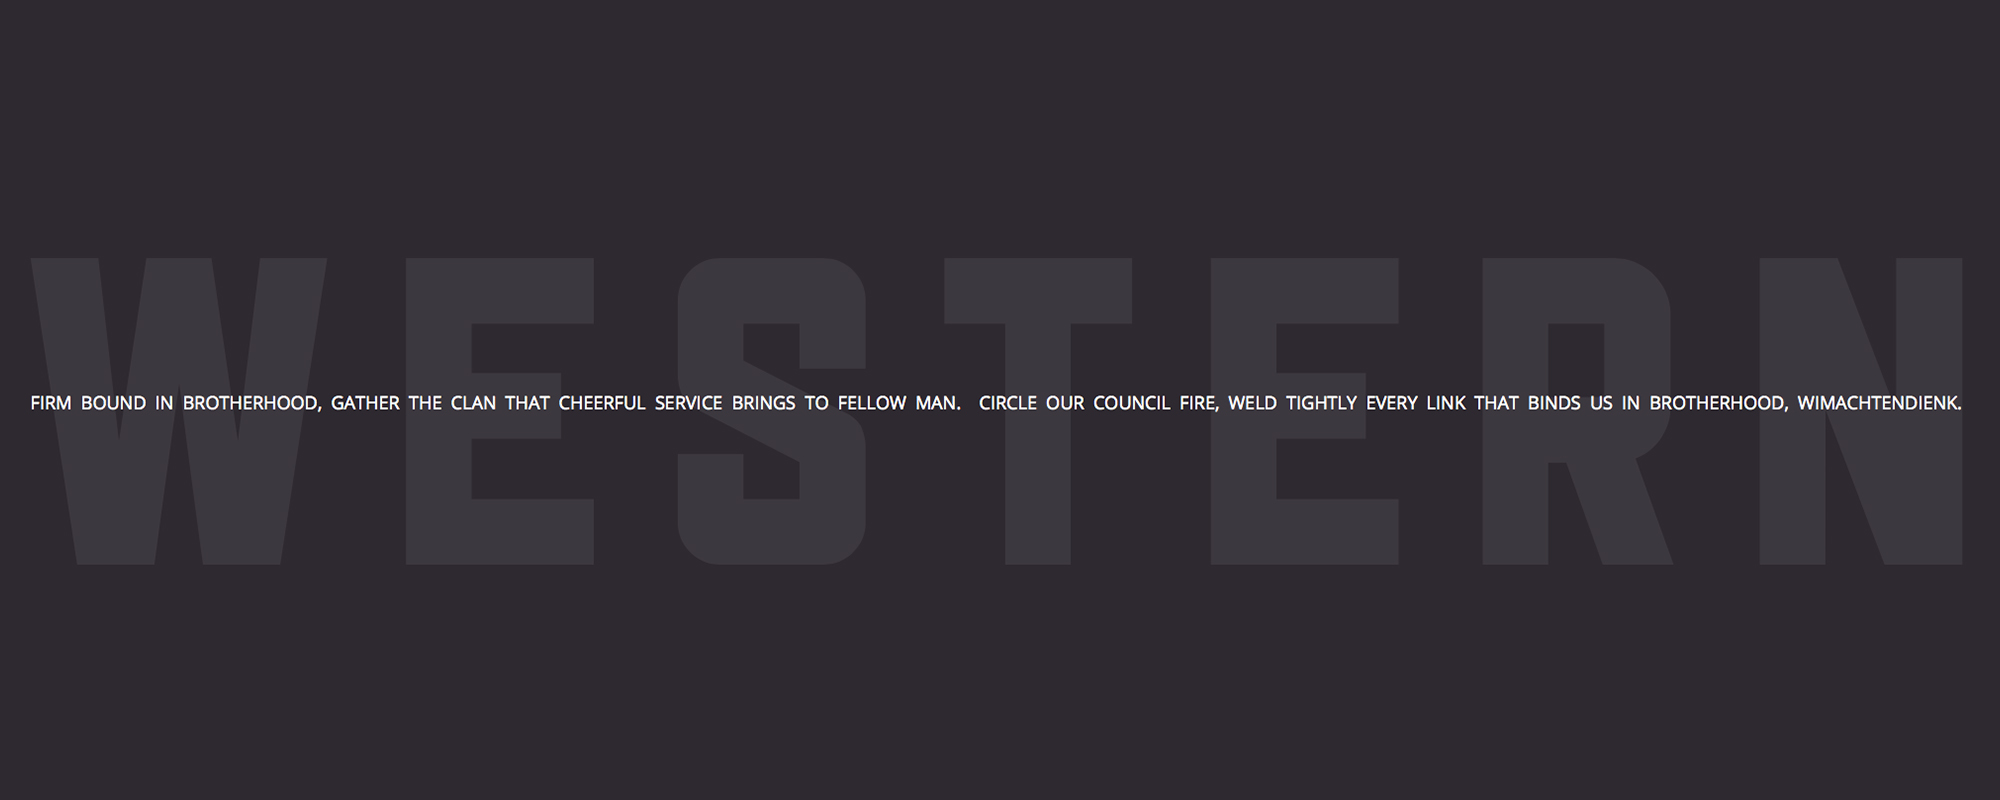 WESTERN
FIRM BOUND IN BROTHERHOOD, GATHER THE CLAN THAT CHEERFUL SERVICE BRINGS TO FELLOW MAN. CIRCLE OUR COUNCIL FIRE, WELD TIGHTLY EVERY LINK THAT BINDS US IN BROTHERHOOD, WIMACHTENDIENK.